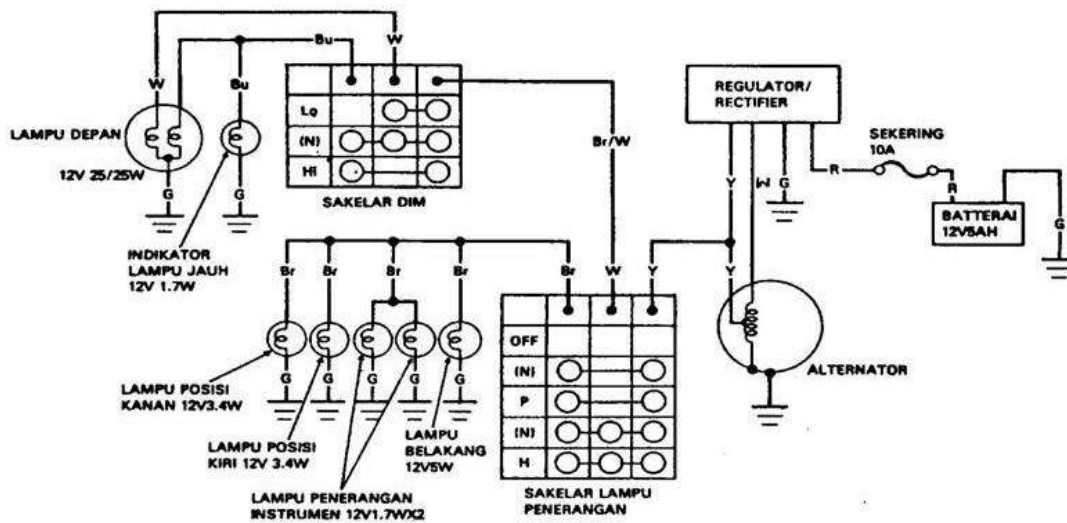 W
Bu
W
Bu
LAMPU DEPAN
12V 25/25W
G
G
INDIKATOR
LAMPU JAUH
12V 1.7W
Lo
(N)
HI
SAKELAR DIM
Br/W
REGULATOR/
RECTIFIER
Y
W
G
R
SEKERING
10A
R
BATTERAI
12V5AH
G
Y
ALTERNATOR
Br
Br
Br
Br
Br
W
Y
G
G
G
G
G
LAMPU POSISI
KANAN 12V3.4W
LAMPU POSISI
KIRI 12V 3.4W
LAMPU PENERANGAN
INSTRUMEN 12V1.7WX2
LAMPU
BELAKANG
12V5W
OFF
(N)
P
(N)
H
SAKELAR LAMPU
PENERANGAN